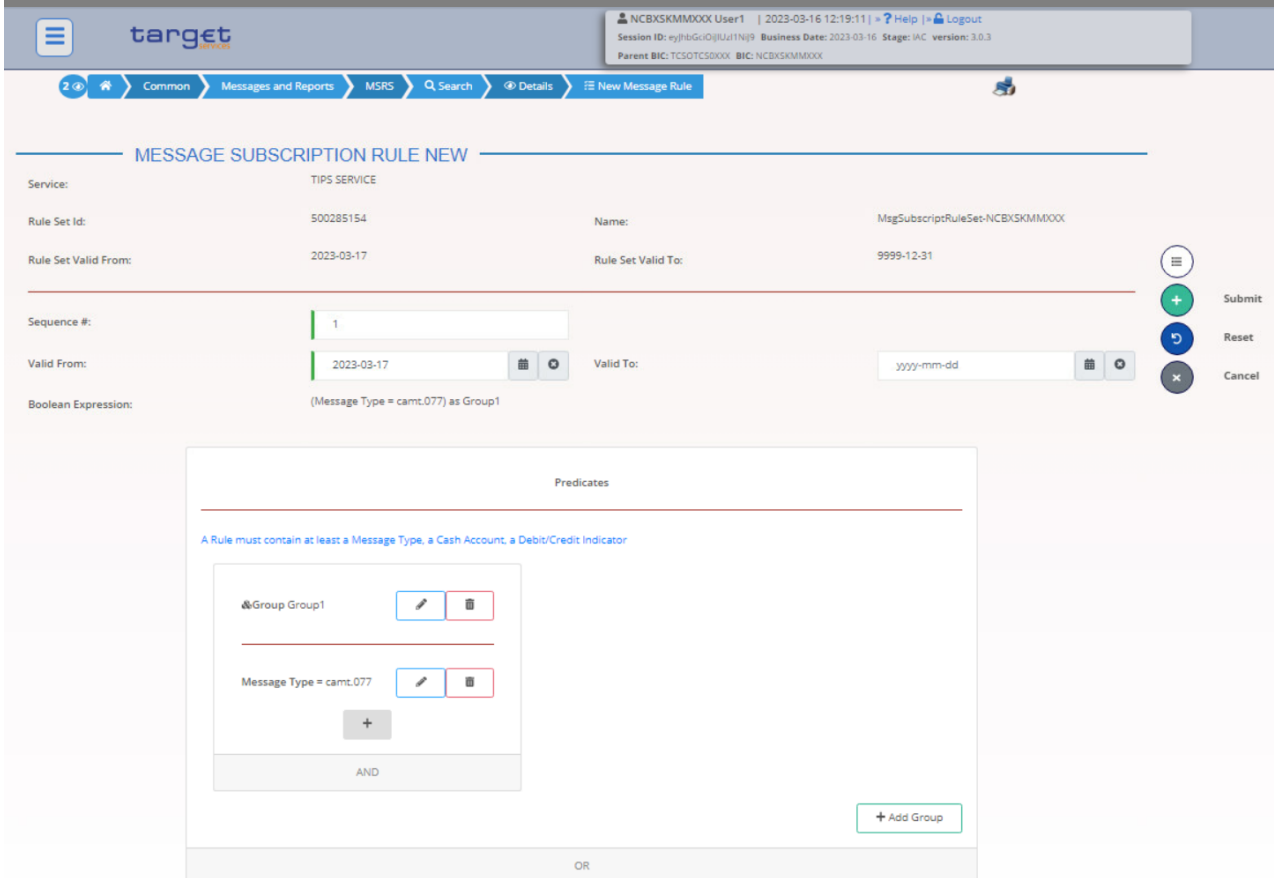 target
services
NCBXSKMMXXX User1 | 2023-03-16 12:19:11| » ? Help |» Logout
Business Date: 2023-03-16 Stage: IAC version: 3.0.3
Session ID:
Parent BIC: TCSOTCS0XXX BIC: NCBXSKMMXXX
2 Common Messages and Reports MSRS Search Details New Message Rule
MESSAGE SUBSCRIPTION RULE NEW
Service: TIPS SERVICE
Rule Set Id: 500285154 Name: MsgSubscriptRuleSet-NCBXSKMMXXX
Rule Set Valid From: 2023-03-17 Rule Set Valid To: 9999-12-31
Submit
Sequence #: 1
Reset
Valid From: 2023-03-17 Valid To: yyyy-mm-dd
Cancel
Boolean Expression: (Message Type = camt.077) as Group1
Predicates
A Rule must contain at least a Message Type, a Cash Account, a Debit/Credit Indicator
&Group Group1
Message Type = camt.077
+
AND
+ Add Group
OR